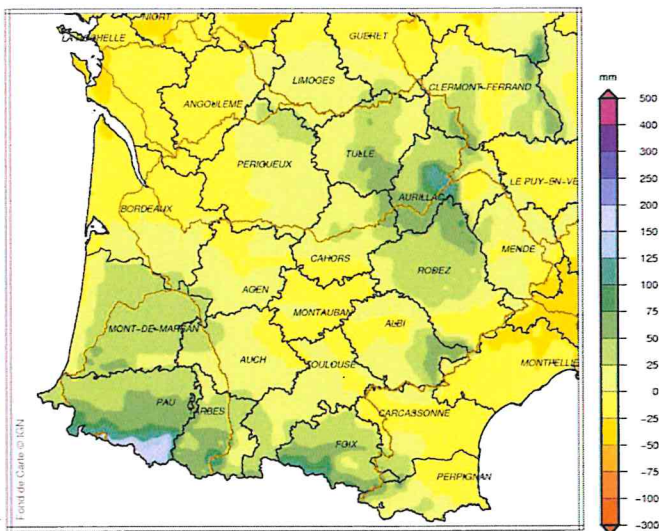 NIORT
LA ROCHELLE
GUERET
LIMOGES
CLERMONT-FERRAND
ANGOULEME
TULLE
PERIGUEUX
AURILLAC
LE PUY-EN-VE
BORDEAUX
CAHORS
MENDE
RODEZ
AGEN
MONTAUBAN
MONT-DE-MARSAN
ALBI
AUCH
TOULOUSE
MONTPELLIE
PAU
TARBES
CARCASSONNE
FOIX
PERPIGNAN
Fond de Carte © IGN
mm
500
400
300
250
200
150
125
100
75
50
25
0
-25
-50
-75
-100
-300